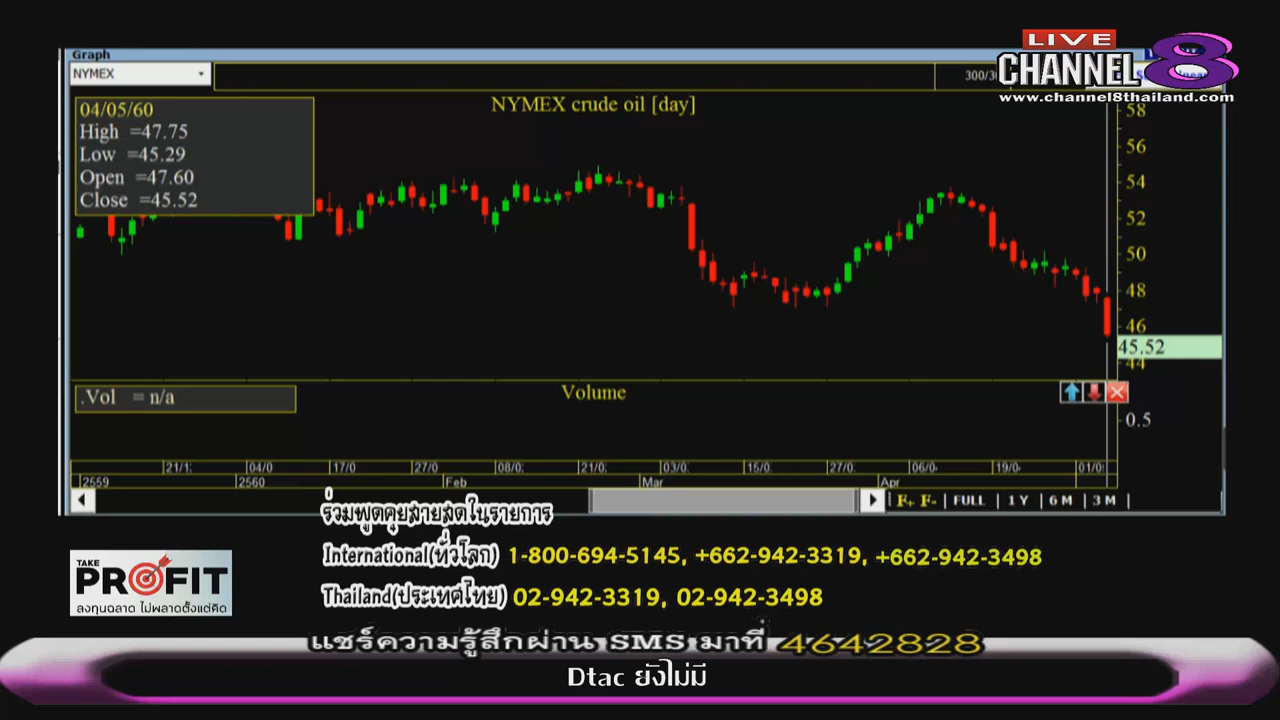 Graph
LIVE
CHANNEL 8
www.channel8thailand.com
NYMEX
NYMEX crude oil [day]
04/05/60
High =47.75
Low =45.29
Open =47.60
Close =45.52
58
56
54
52
50
48
46
45.52
44
.Vol = n/a
Volume
0.5
21/1 04/0 17/0 27/0 08/0 21/0 03/0 15/0 27/0 06/0 19/0 01/0
2559 2560 Feb Mar Apr
F+ F- FULL 1 Y 6 M 3 M
ร่วมพูดคุยสายสดในรายการ
International(ทั่วโลก) 1-800-694-5145, +662-942-3319, +662-942-3498
Thailand(ประเทศไทย) 02-942-3319, 02-942-3498
TAKE
PROFIT
ลงทุนฉลาด ไม่พลาดตั้งแต่คิด
แชร์ความรู้สึกผ่าน SMS มาที่ 4642828
Dtac ยังไม่มี